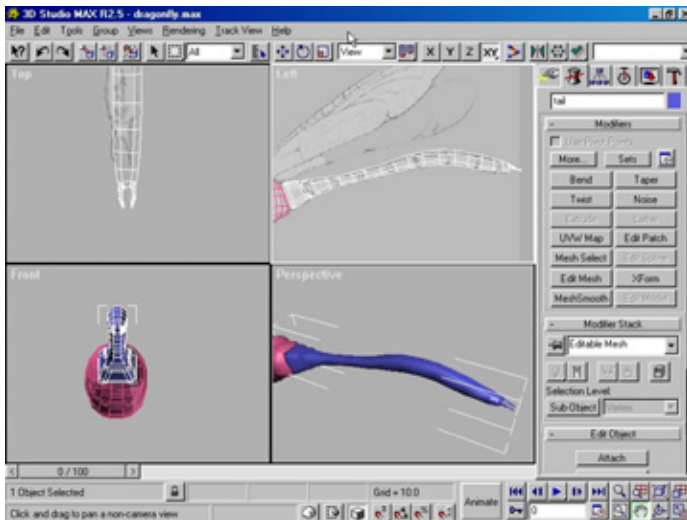 3D Studio MAX R2.5 - dragonfly.max
File Edit Tools Group Views Rendering Track View Help
All View X Y Z XY
Top Left
tail
- Modifiers
Use Pivot Points
More... Sets
Bend Taper
Twist Noise
Extrude Lathe
UVW Map Edit Patch
Mesh Select Edit Spline
Edit Mesh XForm
MeshSmooth Edit Model
Front Perspective
- Modifier Stack
Editable Mesh
Selection Level:
Sub-Object Vertex
- Edit Object
Attach
< 0 / 100 >
1 Object Selected Grid = 10.0 Animate
Click and drag to pan a non-camera view 0